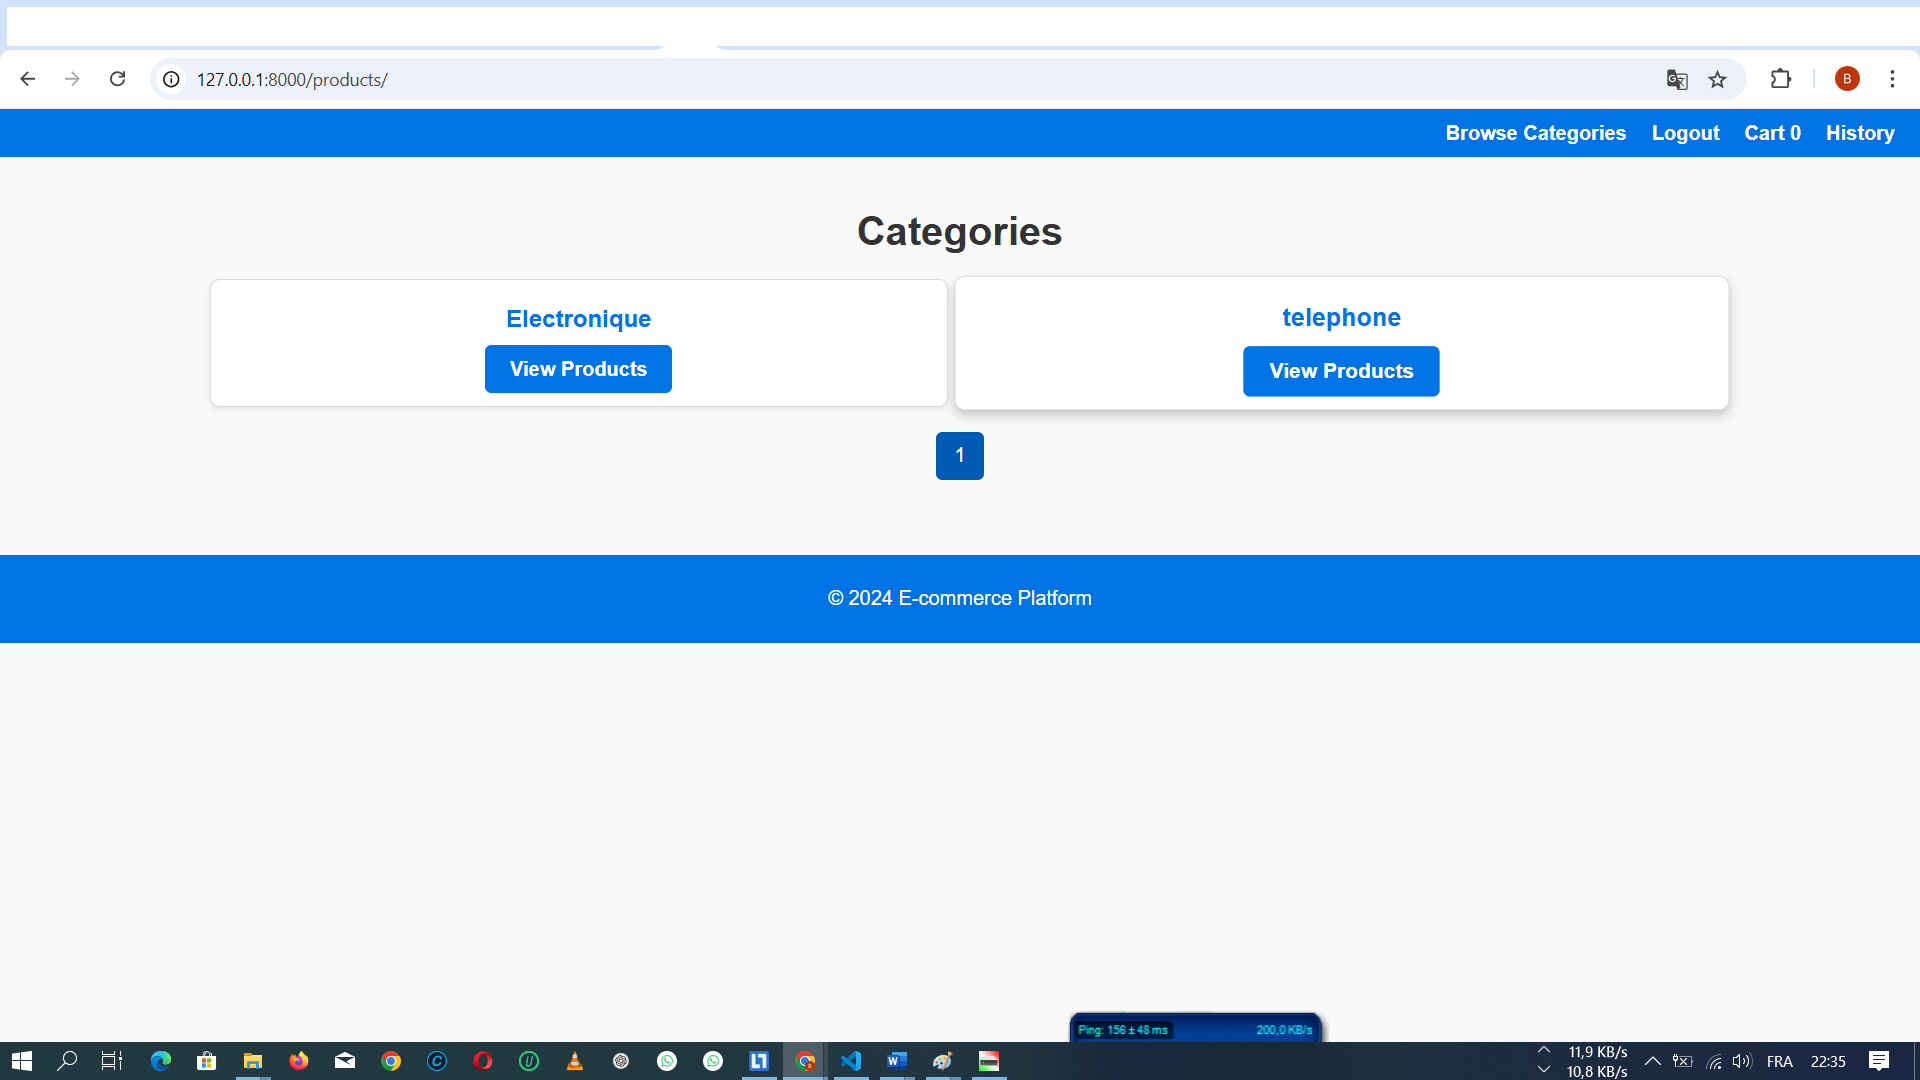 127.0.0.1:8000/products/
B
Browse Categories Logout Cart 0 History
Categories
Electronique
View Products
telephone
View Products
1
© 2024 E-commerce Platform
Ping: 156 ± 48 ms 200,0 KB/s
11,9 KB/s
10,8 KB/s
FRA 22:35